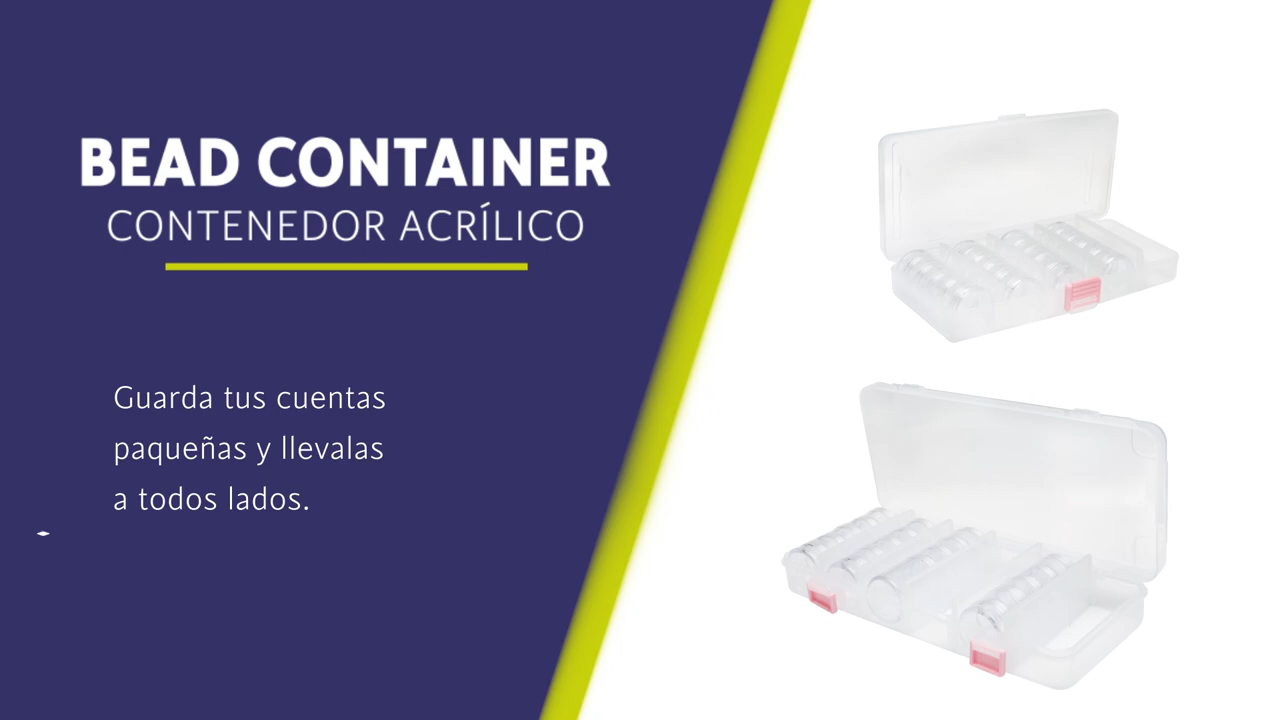 BEAD CONTAINER
CONTENEDOR ACRÍLICO
Guarda tus cuentas
paqueñas y llevalas
a todos lados.